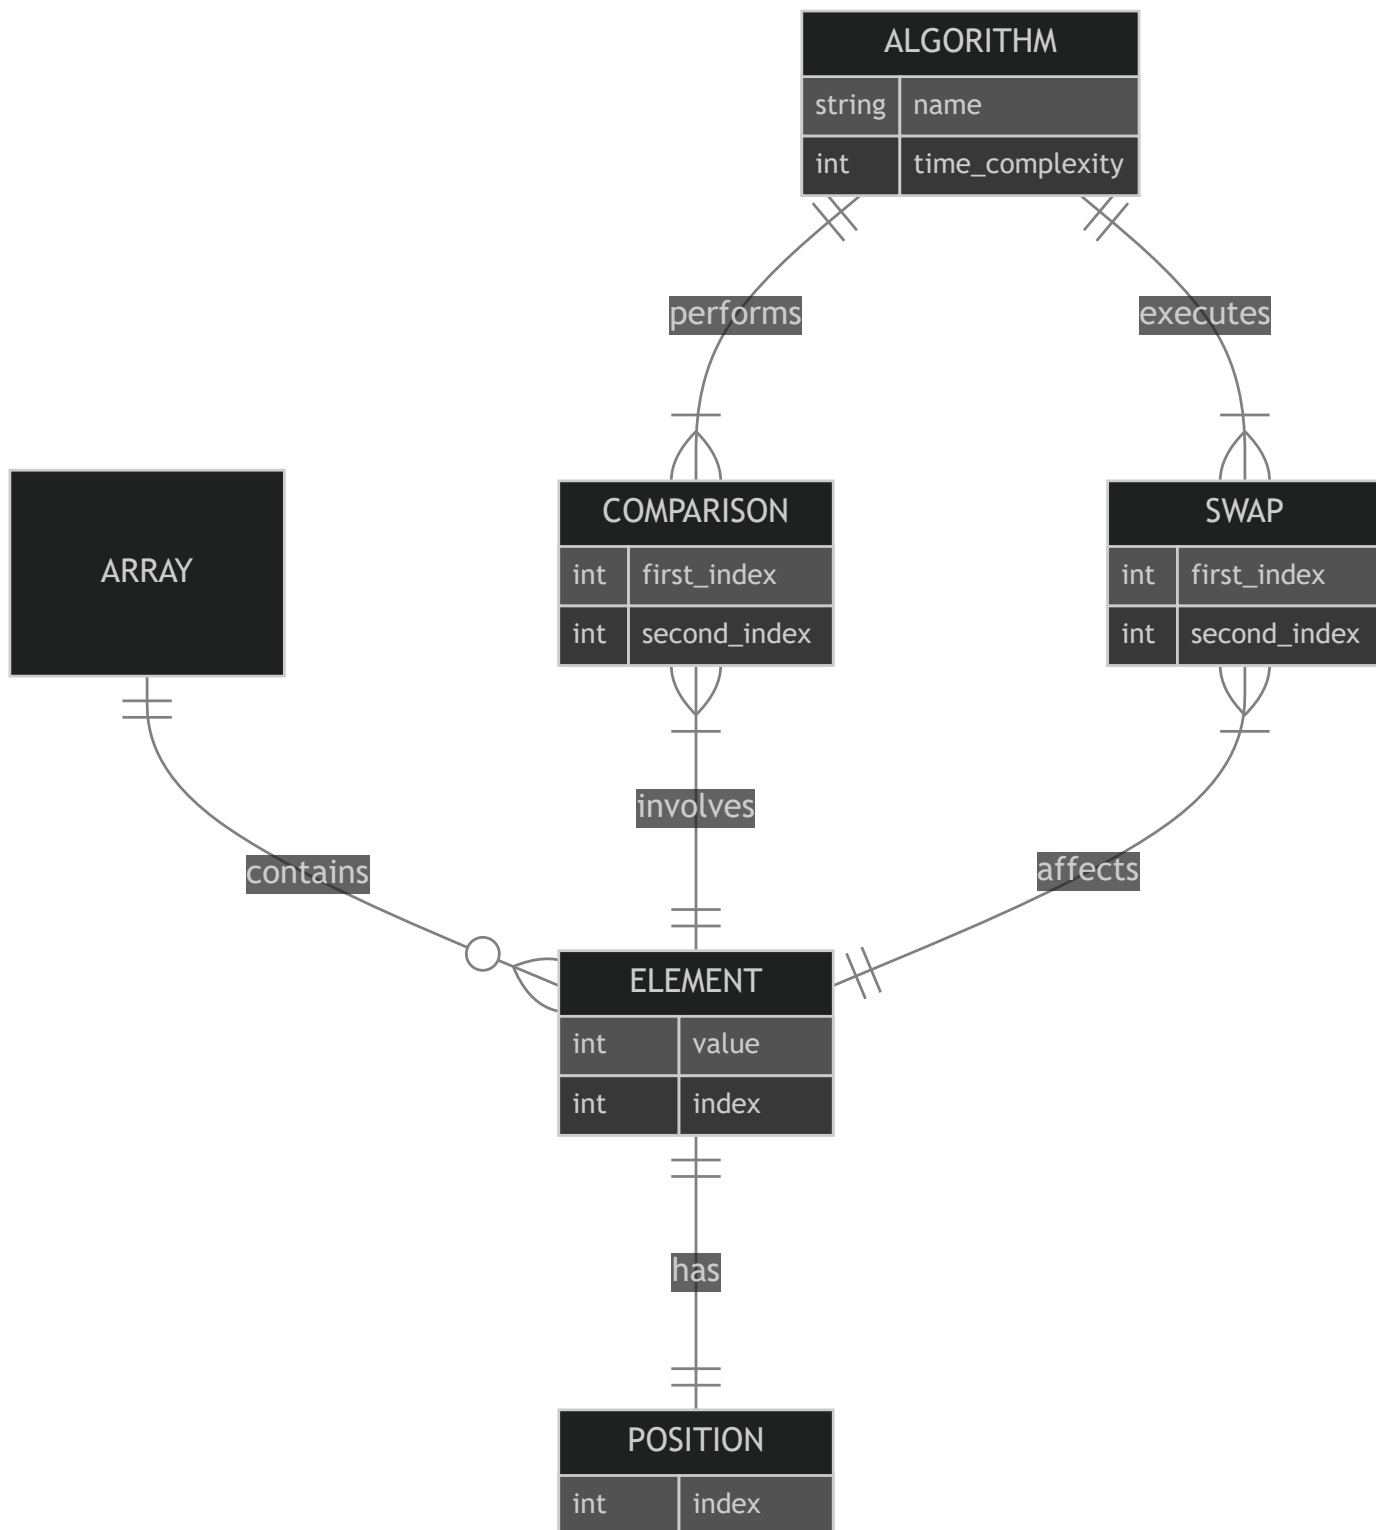 ALGORITHM
string name
int time_complexity
performs
executes
ARRAY
COMPARISON
int first_index
int second_index
SWAP
int first_index
int second_index
involves
contains
affects
ELEMENT
int value
int index
has
POSITION
int index